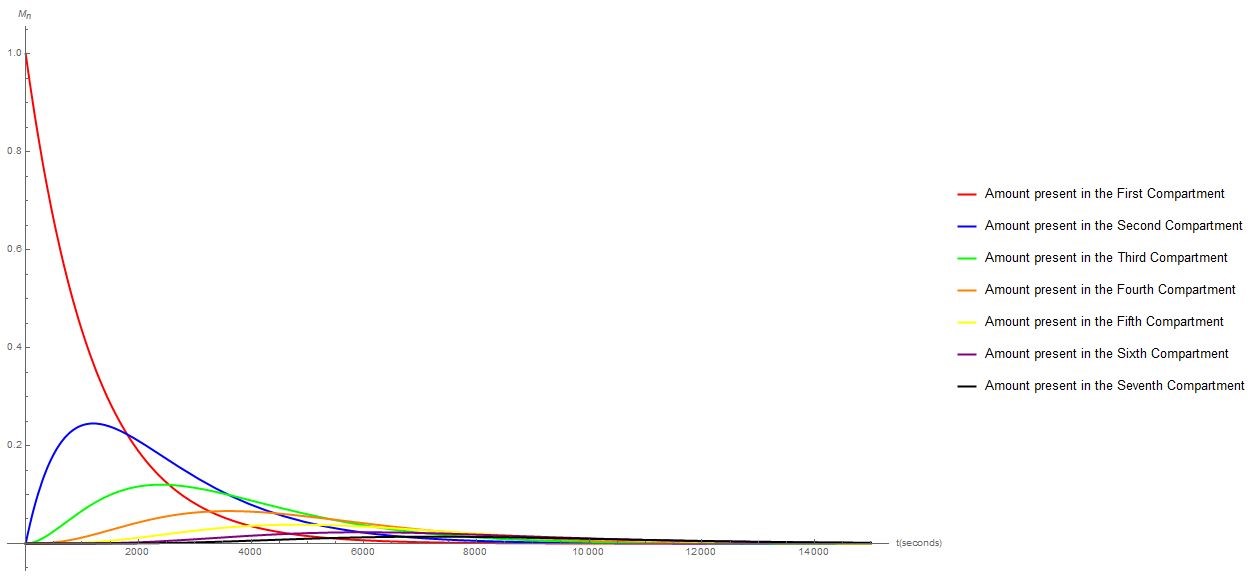 Mn
1.0
0.8
0.6
0.4
0.2
2000 4000 6000 8000 10 000 12 000 14 000 t(seconds)
Amount present in the First Compartment
Amount present in the Second Compartment
Amount present in the Third Compartment
Amount present in the Fourth Compartment
Amount present in the Fifth Compartment
Amount present in the Sixth Compartment
Amount present in the Seventh Compartment